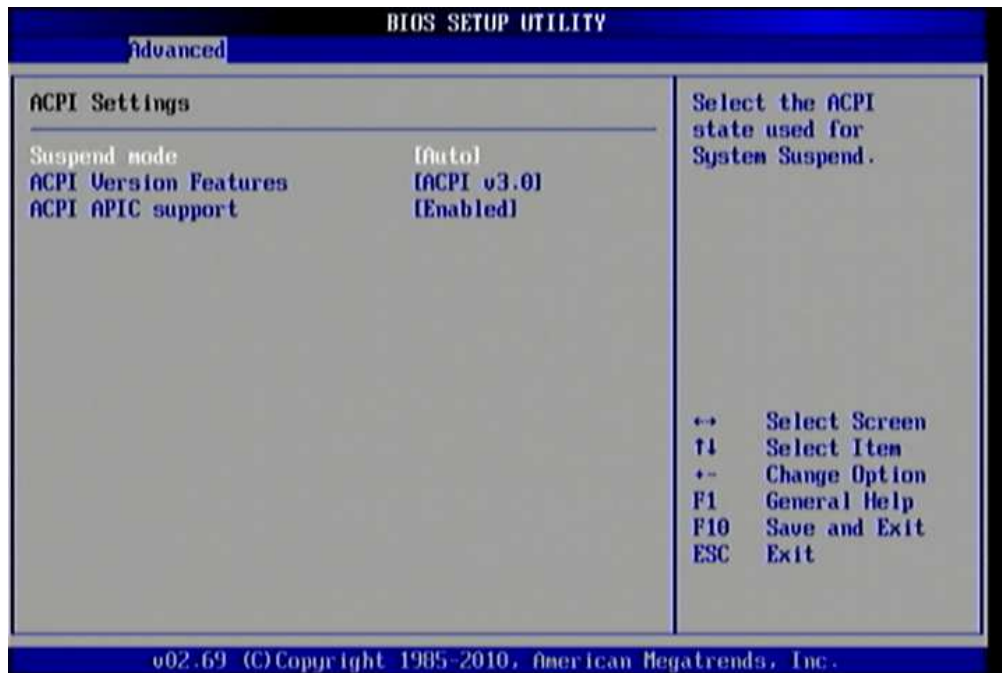 BIOS SETUP UTILITY
Advanced
ACPI Settings
Suspend mode [Auto]
ACPI Version Features [ACPI v3.0]
ACPI APIC support [Enabled]
Select the ACPI
state used for
System Suspend.
↔ Select Screen
↑↓ Select Item
+- Change Option
F1 General Help
F10 Save and Exit
ESC Exit
v02.69 (C)Copyright 1985-2010, American Megatrends, Inc.